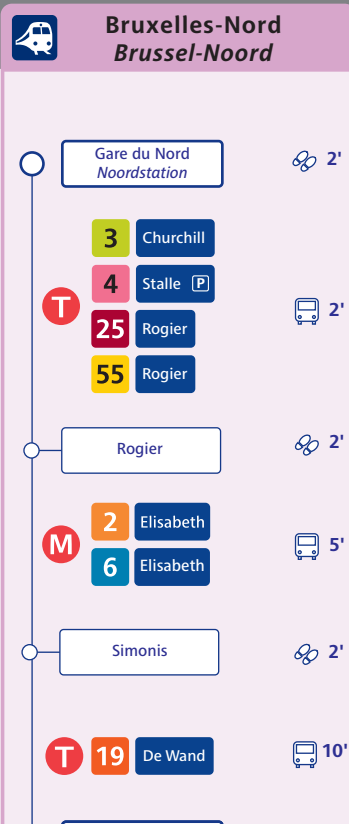 Bruxelles-Nord
Brussel-Noord
Gare du Nord
Noordstation
2'
3 Churchill
4 Stalle P
T
2'
25 Rogier
55 Rogier
Rogier
2'
2 Elisabeth
M
5'
6 Elisabeth
Simonis
2'
T 19 De Wand
10'